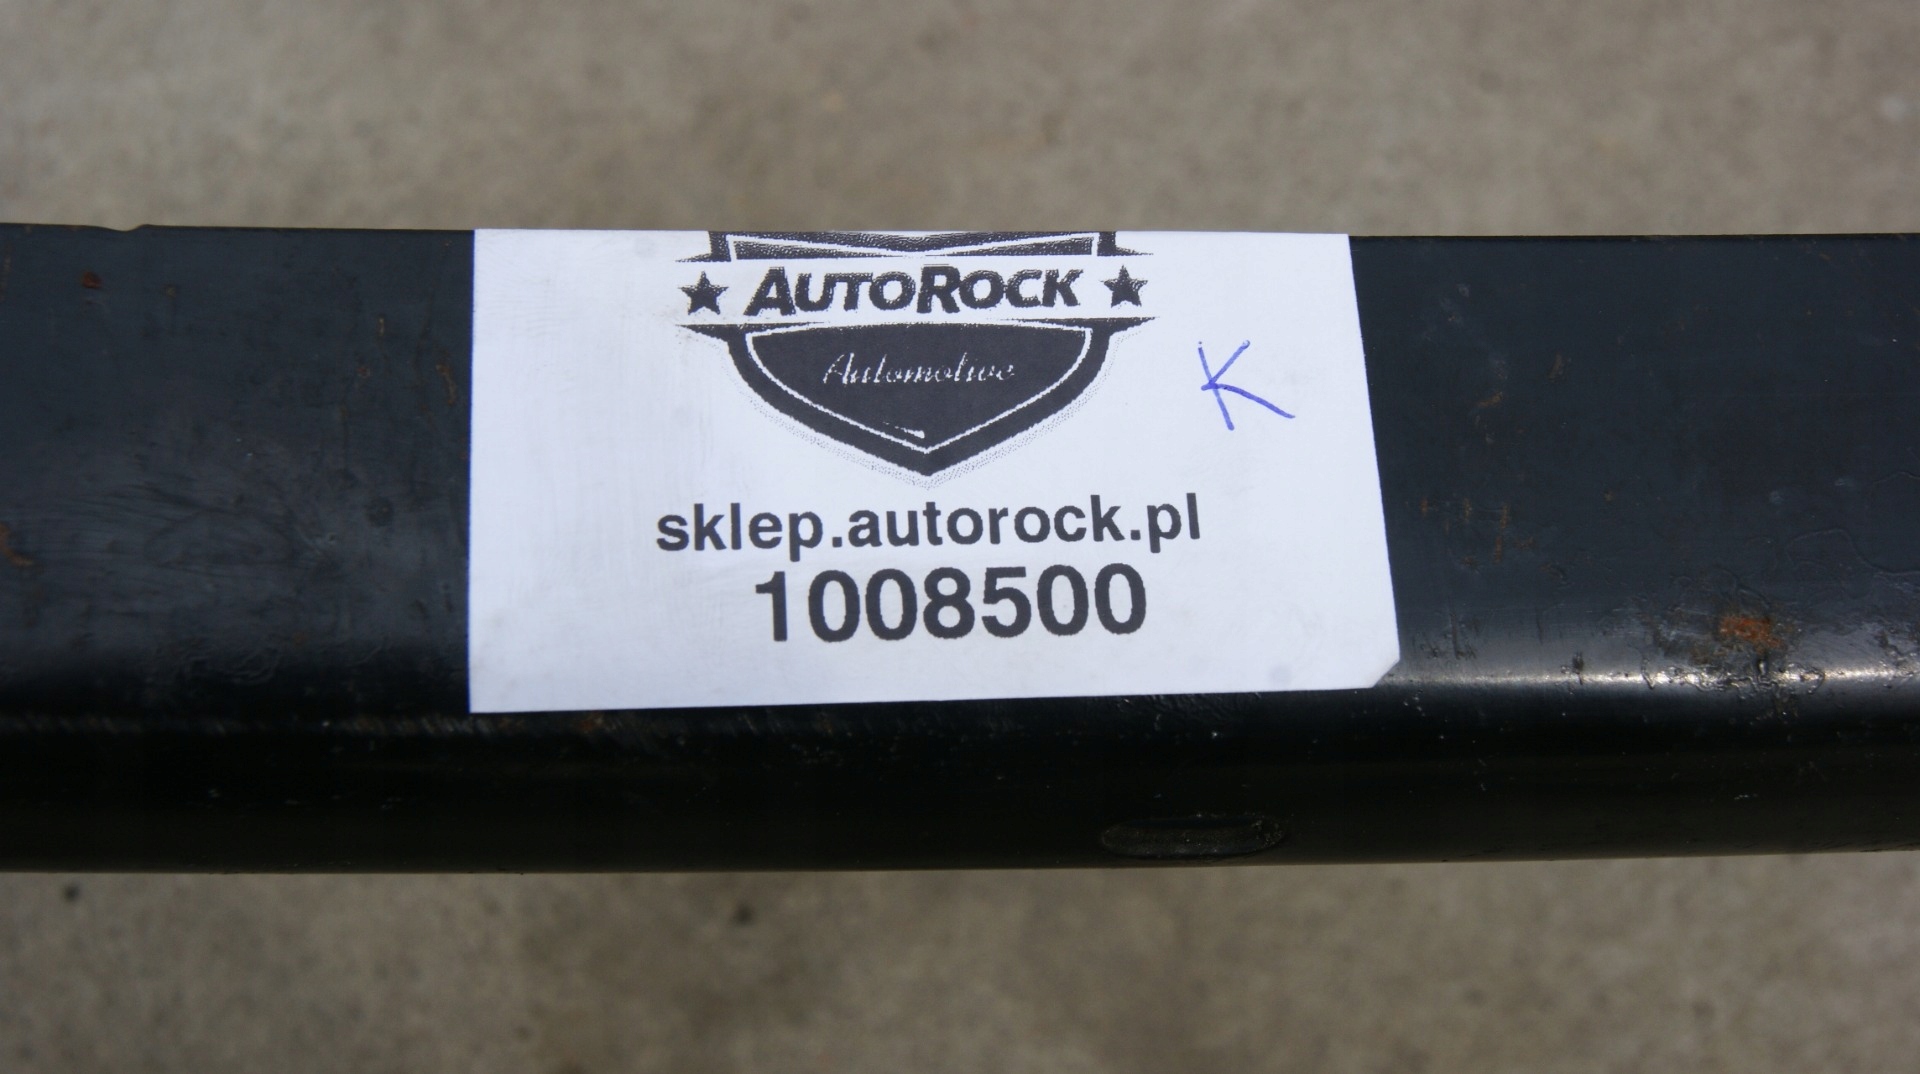 ★ AUTOROCK ★
Automotive
K
sklep.autorock.pl
1008500